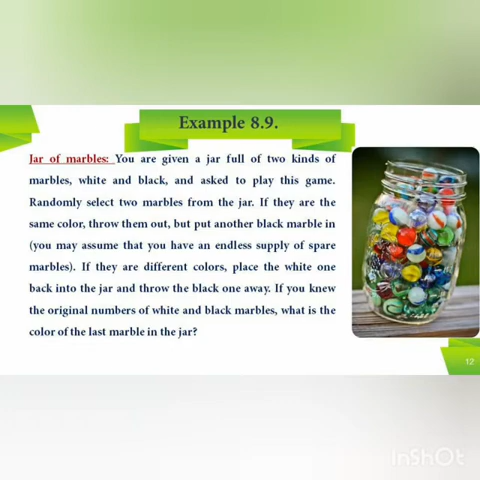 Example 8.9.
Jar of marbles: You are given a jar full of two kinds of
marbles, white and black, and asked to play this game.
Randomly select two marbles from the jar. If they are the
same color, throw them out, but put another black marble in
(you may assume that you have an endless supply of spare
marbles). If they are different colors, place the white one
back into the jar and throw the black one away. If you knew
the original numbers of white and black marbles, what is the
color of the last marble in the jar?
12
InShOt